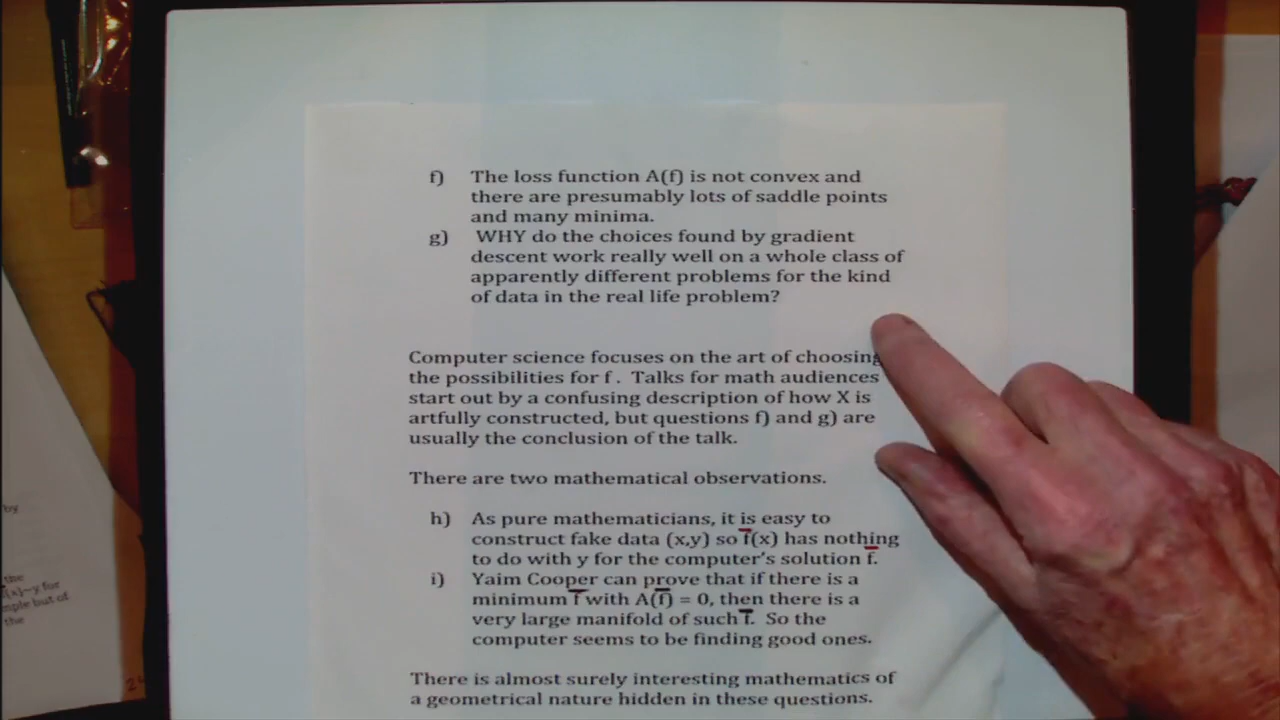 f) The loss function A(f) is not convex and
there are presumably lots of saddle points
and many minima.
g) WHY do the choices found by gradient
descent work really well on a whole class of
apparently different problems for the kind
of data in the real life problem?
Computer science focuses on the art of choosing
the possibilities for f . Talks for math audiences
start out by a confusing description of how X is
artfully constructed, but questions f) and g) are
usually the conclusion of the talk.
There are two mathematical observations.
h) As pure mathematicians, it is easy to
construct fake data (x,y) so f̅(x) has nothing
to do with y for the computer's solution f̅.
i) Yaim Cooper can prove that if there is a
minimum f̅ with A(f̅) = 0, then there is a
very large manifold of such f̅. So the
computer seems to be finding good ones.
There is almost surely interesting mathematics of
a geometrical nature hidden in these questions.
by
the
(x)–y for
mple but of
the